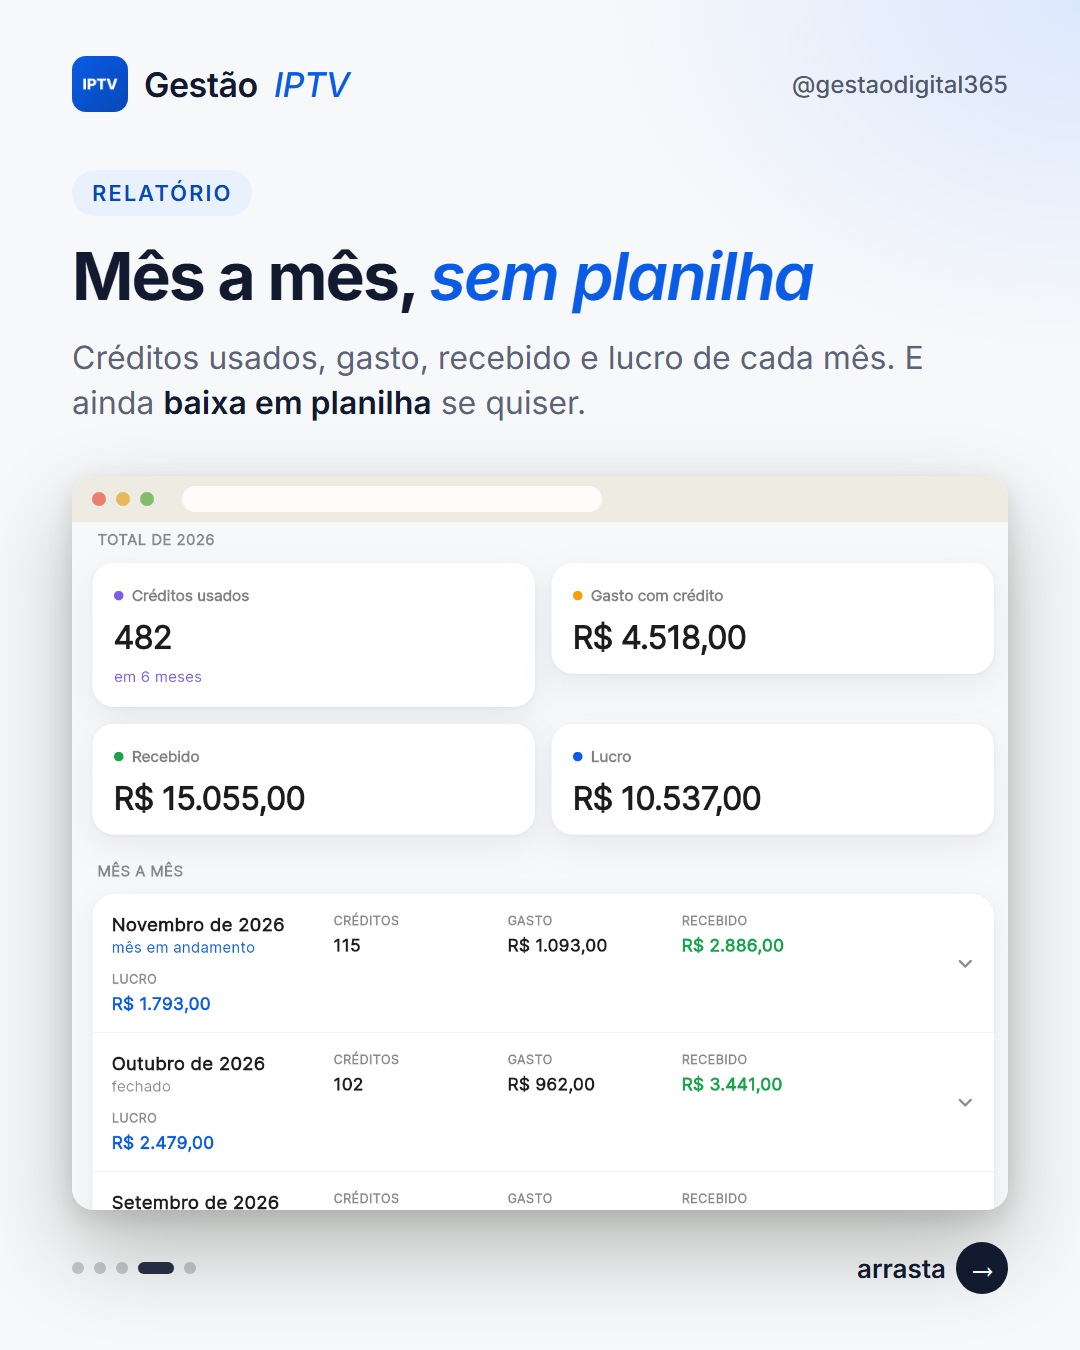 IPTV Gestão IPTV
@gestaodigital365
RELATÓRIO
Mês a mês, sem planilha
Créditos usados, gasto, recebido e lucro de cada mês. E
ainda baixa em planilha se quiser.
TOTAL DE 2026
Créditos usados
482
em 6 meses
Gasto com crédito
R$ 4.518,00
Recebido
R$ 15.055,00
Lucro
R$ 10.537,00
MÊS A MÊS
Novembro de 2026
mês em andamento
CRÉDITOS
115
GASTO
R$ 1.093,00
RECEBIDO
R$ 2.886,00
LUCRO
R$ 1.793,00
Outubro de 2026
fechado
CRÉDITOS
102
GASTO
R$ 962,00
RECEBIDO
R$ 3.441,00
LUCRO
R$ 2.479,00
Setembro de 2026
CRÉDITOS
GASTO
RECEBIDO
arrasta →